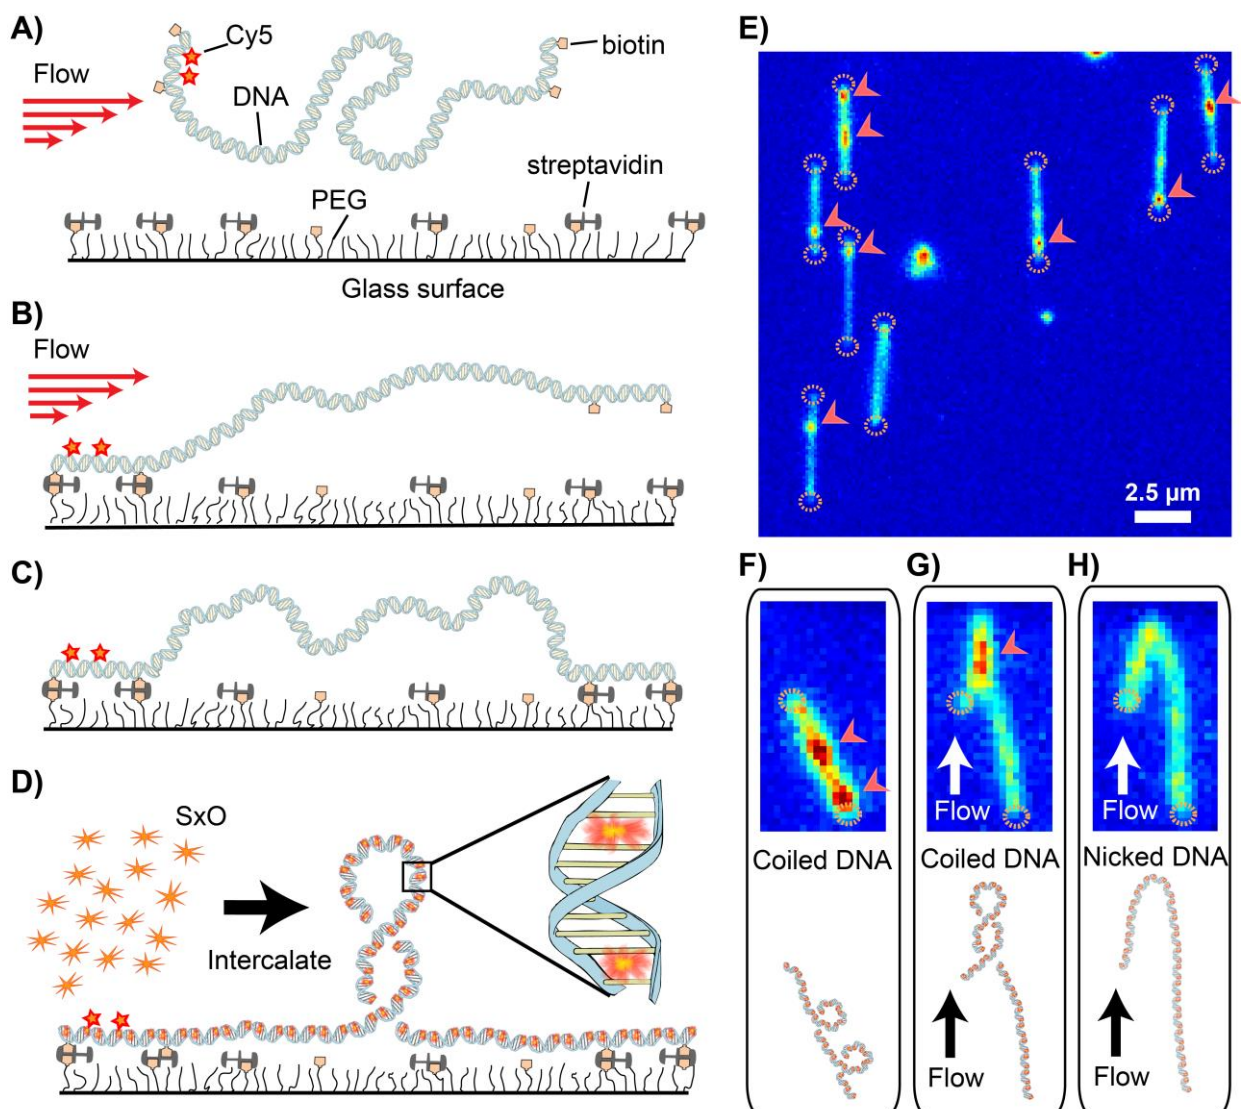 A)
Cy5
biotin
Flow
DNA
streptavidin
PEG
Glass surface
B)
Flow
C)
D)
SxO
Intercalate
E)
2.5 µm
F)
G)
H)
Flow
Flow
Coiled DNA
Coiled DNA
Nicked DNA
Flow
Flow